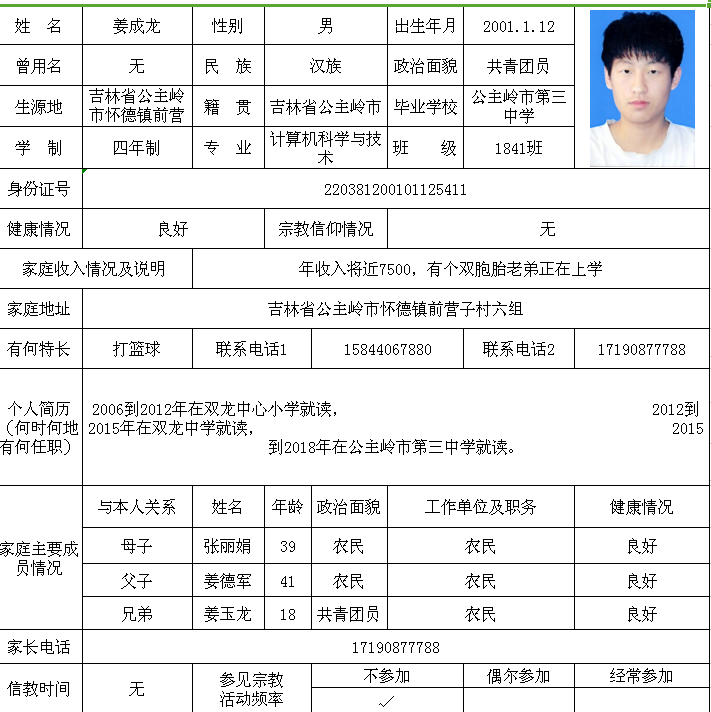 姓 名 姜成龙 性别 男 出生年月 2001.1.12
曾用名 无 民 族 汉族 政治面貌 共青团员
生源地 吉林省公主岭 籍 贯 吉林省公主岭市 毕业学校 公主岭市第三
市怀德镇前营 中学
学 制 四年制 专 业 计算机科学与技 班 级 1841班
术
身份证号 220381200101125411
健康情况 良好 宗教信仰情况 无
家庭收入情况及说明 年收入将近7500，有个双胞胎老弟正在上学
家庭地址 吉林省公主岭市怀德镇前营子村六组
有何特长 打篮球 联系电话1 15844067880 联系电话2 17190877788
个人简历 2006到2012年在双龙中心小学就读， 2012到
（何时何地 2015年在双龙中学就读， 2015
有何任职） 到2018年在公主岭市第三中学就读。
与本人关系 姓名 年龄 政治面貌 工作单位及职务 健康情况
家庭主要成 母子 张丽娟 39 农民 农民 良好
员情况 父子 姜德军 41 农民 农民 良好
兄弟 姜玉龙 18 共青团员 农民 良好
家长电话 17190877788
信教时间 无 参见宗教 不参加 偶尔参加 经常参加
活动频率 ✓